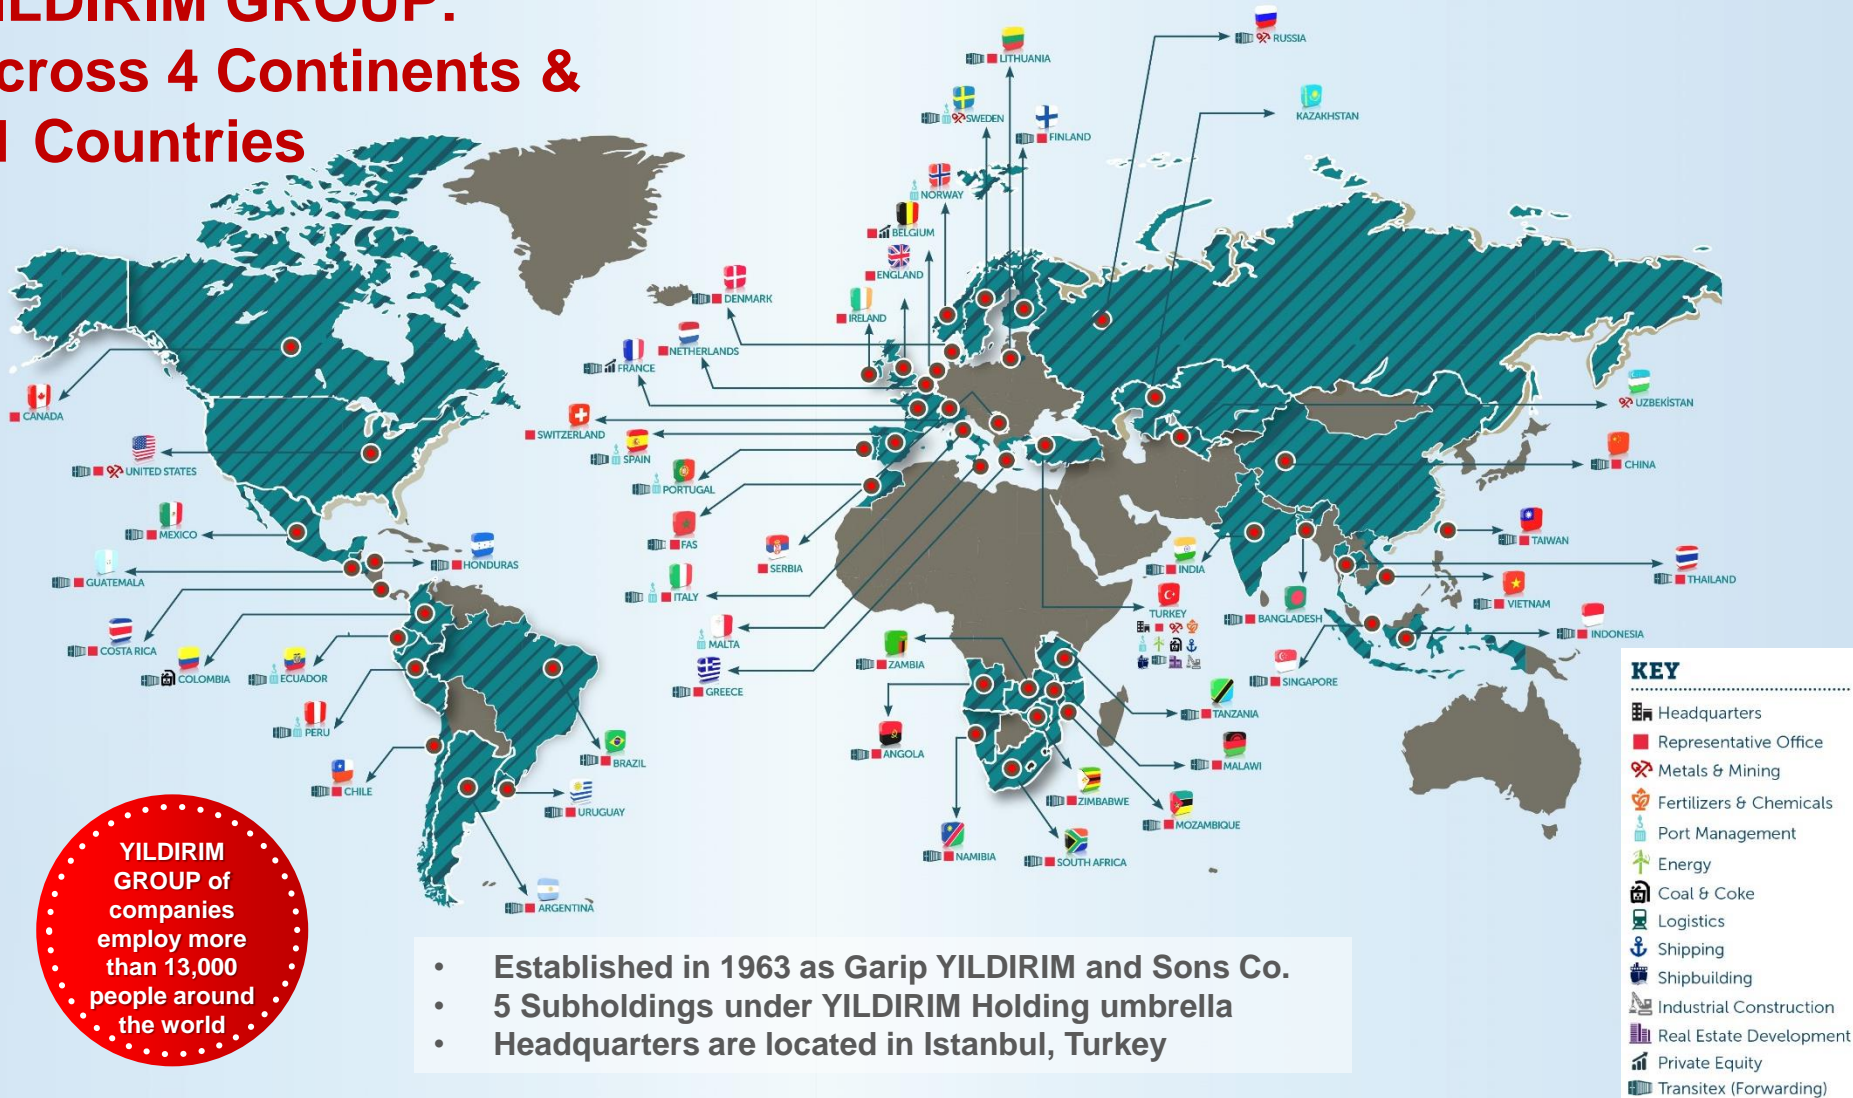 ILDIRIM GROUP:
cross 4 Continents &
Countries
RUSSIA
LITHUANIA
KAZAKHSTAN
SWEDEN
FINLAND
NORWAY
BELGIUM
ENGLAND
DENMARK
IRELAND
NETHERLANDS
FRANCE
CANADA
UZBEKİSTAN
SWITZERLAND
SPAIN
CHINA
UNITED STATES
PORTUGAL
MEXICO
FAS
TAIWAN
HONDURAS
SERBIA
INDIA
GUATEMALA
THAILAND
ITALY
TURKEY
BANGLADESH
VIETNAM
INDONESIA
COSTA RICA
MALTA
ZAMBIA
COLOMBIA
ECUADOR
GREECE
SINGAPORE
TANZANIA
PERU
ANGOLA
BRAZIL
MALAWI
CHILE
URUGUAY
ZIMBABWE
MOZAMBIQUE
NAMIBIA
SOUTH AFRICA
ARGENTINA
KEY
Headquarters
Representative Office
Metals & Mining
Fertilizers & Chemicals
Port Management
Energy
Coal & Coke
Logistics
Shipping
Shipbuilding
Industrial Construction
Real Estate Development
Private Equity
Transitex (Forwarding)
YILDIRIM
GROUP of
companies
employ more
than 13,000
people around
the world
• Established in 1963 as Garip YILDIRIM and Sons Co.
• 5 Subholdings under YILDIRIM Holding umbrella
• Headquarters are located in Istanbul, Turkey